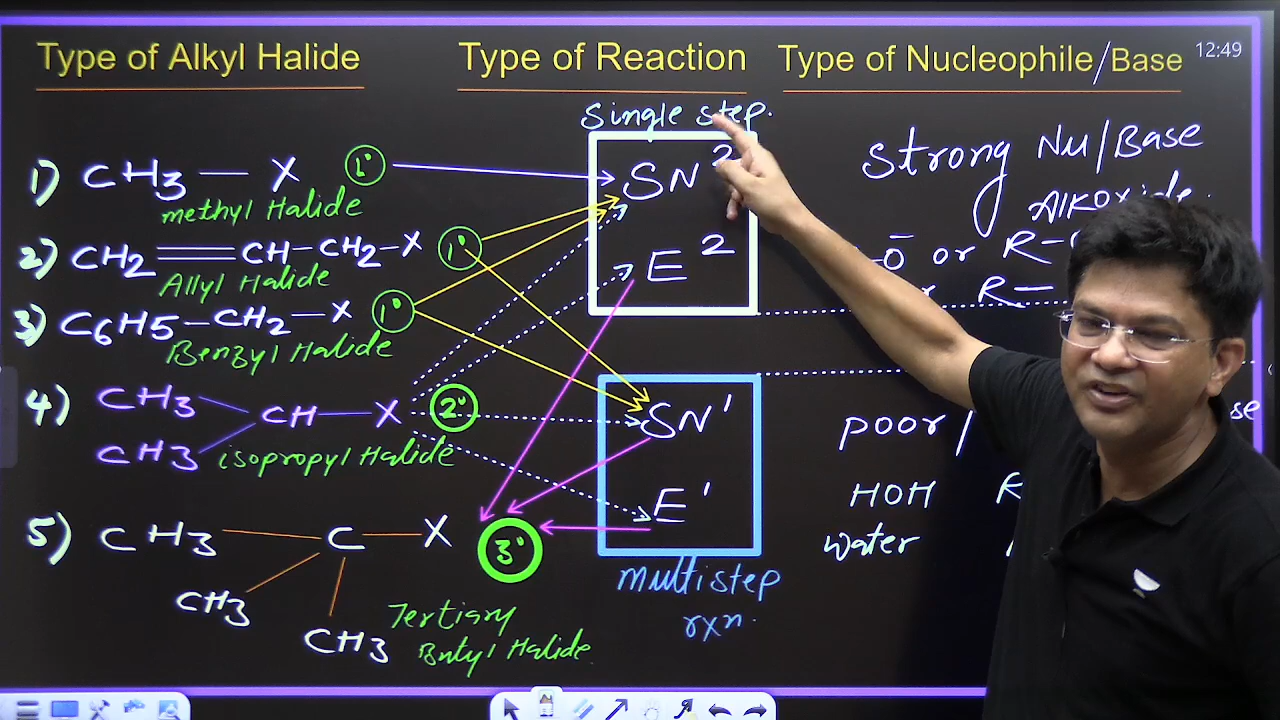 Type of Alkyl Halide
Type of Reaction
Type of Nucleophile/Base
12:49
Single step.
1) CH3 — X 1°
methyl Halide
2) CH2 = CH-CH2-X 1°
Allyl Halide
3) C6H5-CH2-X 1°
Benzyl Halide
4) CH3
CH3
CH — X 2°
isopropyl Halide
5) CH3
CH3
CH3
C — X 3°
Tertiary
Butyl Halide
SN2
E2
SN1
E1
multistep
rxn.
Strong Nu/Base
Alkoxide.
Ō or R-
R-
poor/
se
HOH R
water